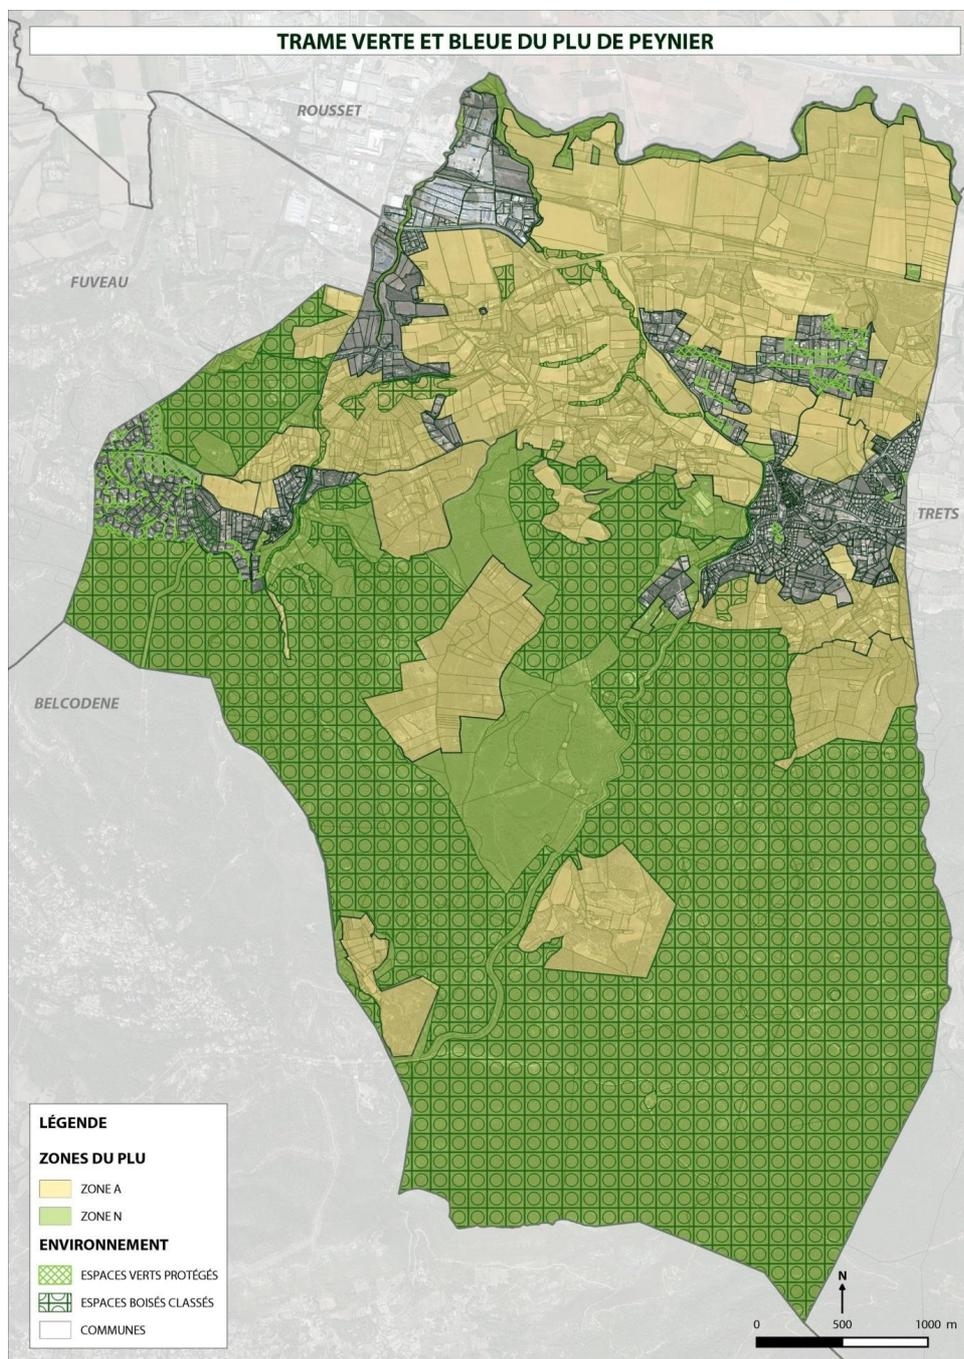 TRAME VERTE ET BLEUE DU PLU DE PEYNIER
ROUSSET
FUVEAU
TRETS
BELCODENE
LÉGENDE
ZONES DU PLU
ZONE A
ZONE N
ENVIRONNEMENT
ESPACES VERTS PROTÉGÉS
ESPACES BOISÉS CLASSÉS
COMMUNES
N
0 500 1000 m